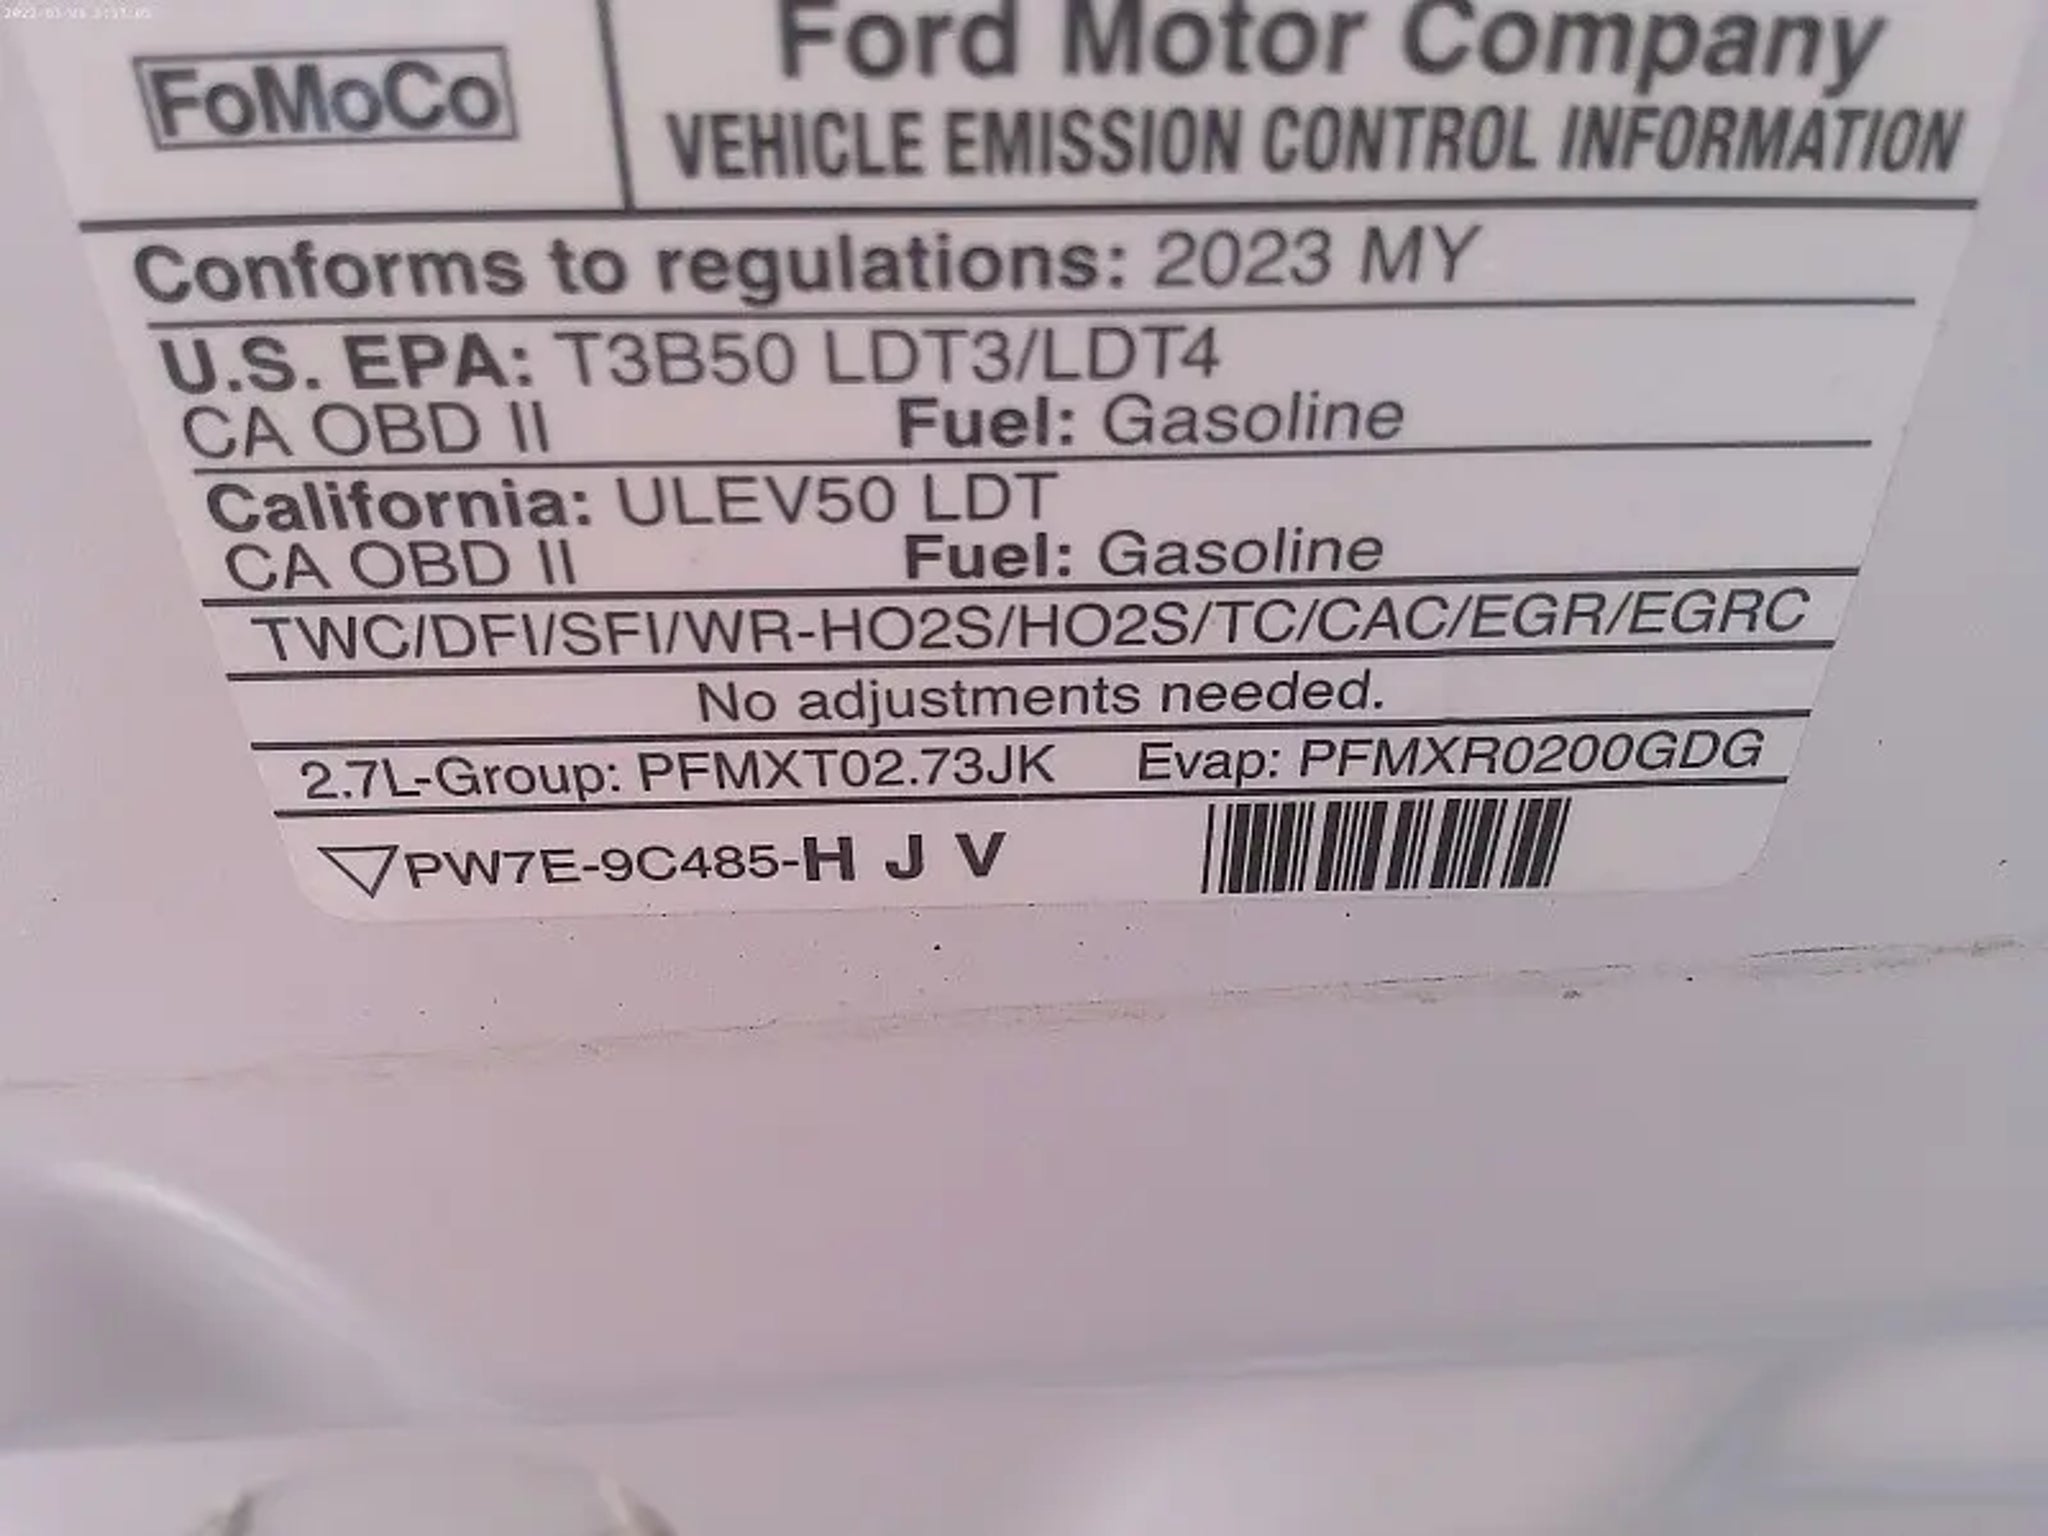 FoMoCo
Ford Motor Company
VEHICLE EMISSION CONTROL INFORMATION
Conforms to regulations: 2023 MY
U.S. EPA: T3B50 LDT3/LDT4
CA OBD II Fuel: Gasoline
California: ULEV50 LDT
CA OBD II Fuel: Gasoline
TWC/DFI/SFI/WR-HO2S/HO2S/TC/CAC/EGR/EGRC
No adjustments needed.
2.7L-Group: PFMXT02.73JK Evap: PFMXR0200GDG
PW7E-9C485-H J V